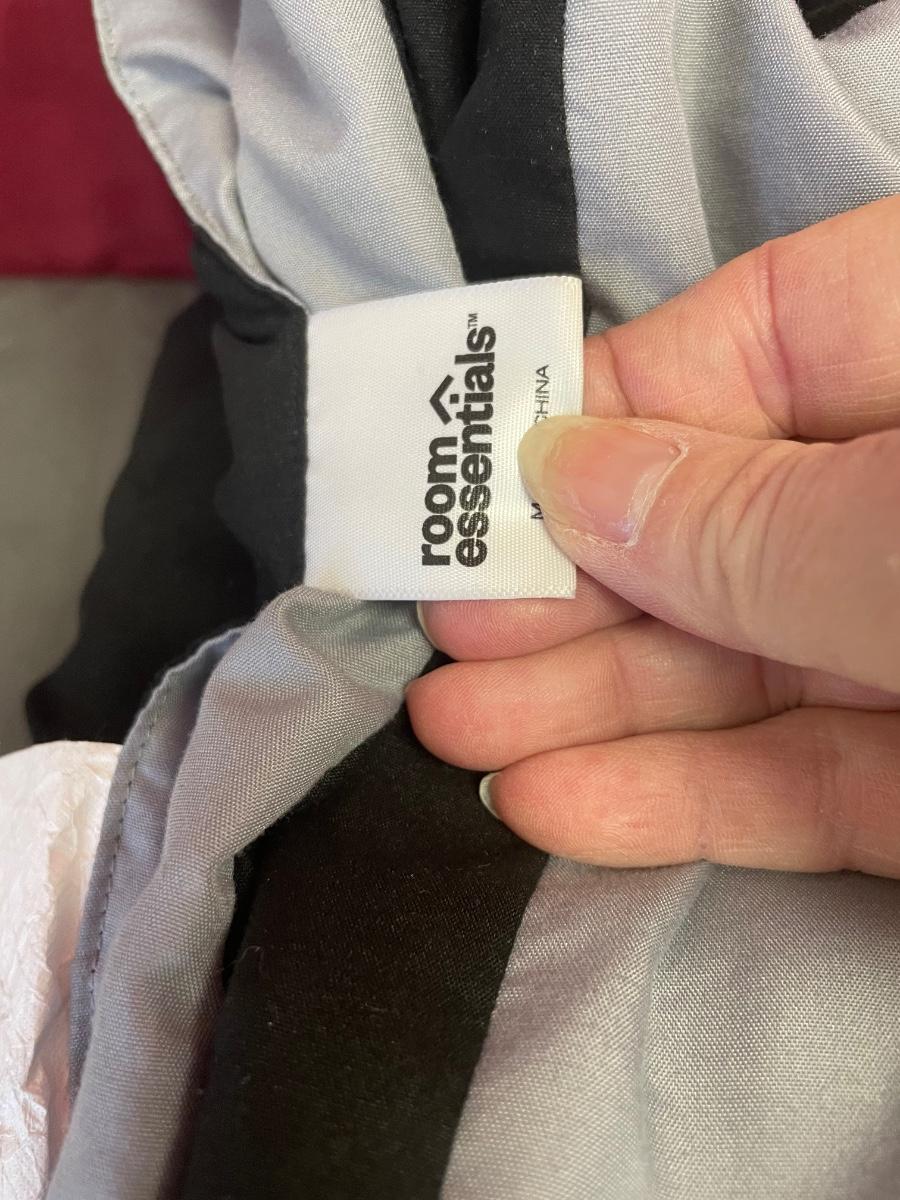 room
essentials™
M CHINA